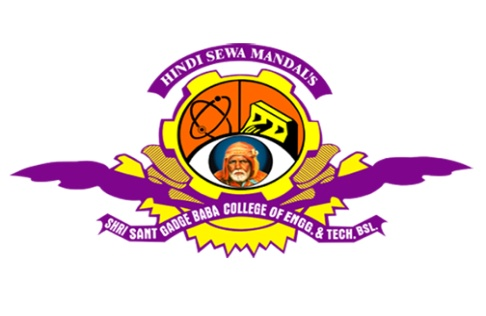 HINDI SEWA MANDAL'S
SHRI SANT GADGE BABA COLLEGE OF ENGG. & TECH. BSL.